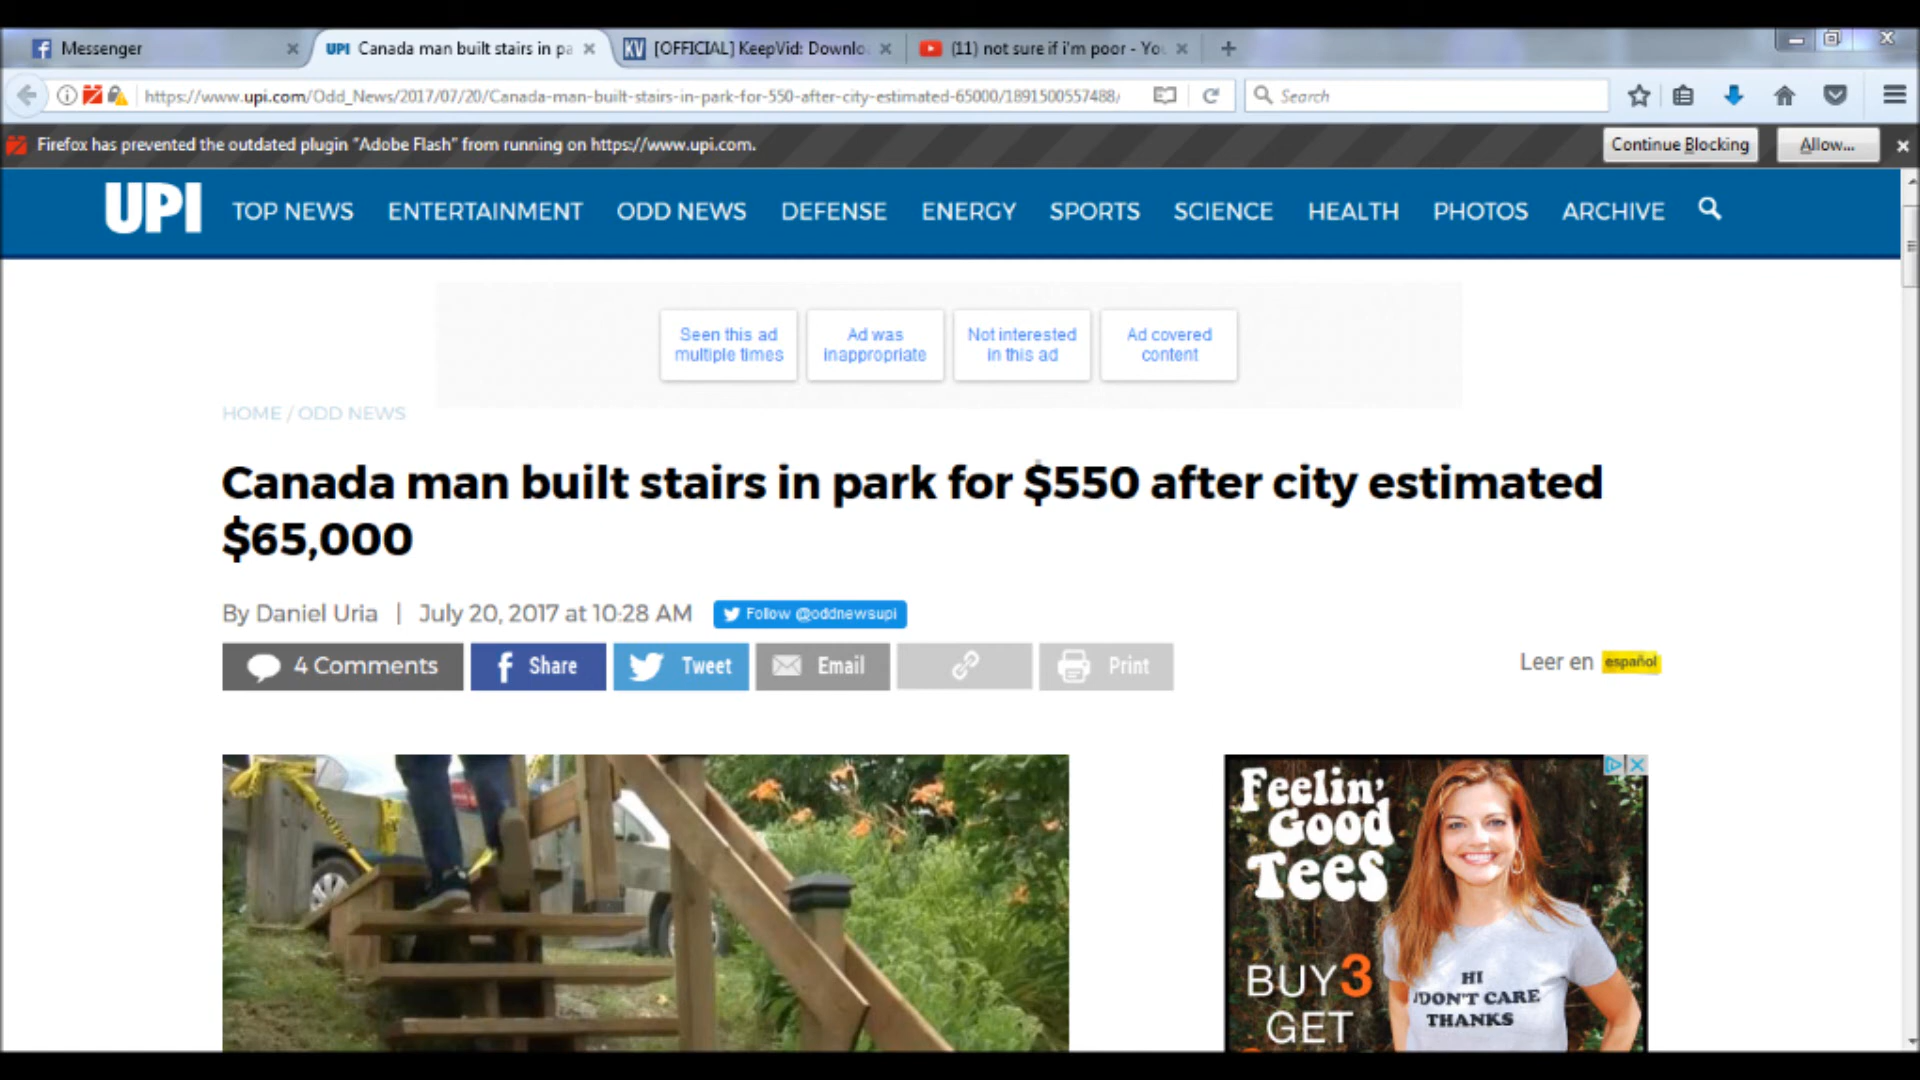 Messenger
UPI Canada man built stairs in pa
KV [OFFICIAL] KeepVid: Downlo
(11) not sure if i'm poor - You
https://www.upi.com/Odd_News/2017/07/20/Canada-man-built-stairs-in-park-for-550-after-city-estimated-65000/1891500557488/
Search
Firefox has prevented the outdated plugin "Adobe Flash" from running on https://www.upi.com.
Continue Blocking
Allow...
UPI
TOP NEWS
ENTERTAINMENT
ODD NEWS
DEFENSE
ENERGY
SPORTS
SCIENCE
HEALTH
PHOTOS
ARCHIVE
Seen this ad
multiple times
Ad was
inappropriate
Not interested
in this ad
Ad covered
content
HOME / ODD NEWS
Canada man built stairs in park for $550 after city estimated
$65,000
By Daniel Uria | July 20, 2017 at 10:28 AM
Follow @oddnewsupi
4 Comments
Share
Tweet
Email
Print
Leer en español
CAUTION
Feelin'
Good
Tees
BUY 3
GET
HI
I DON'T CARE
THANKS